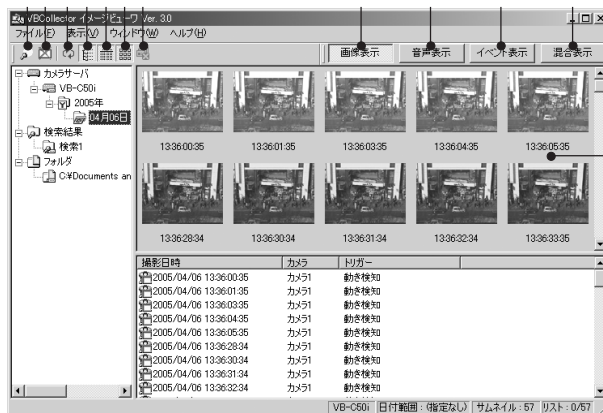 VBCollector イメージビューワ Ver. 3.0
ファイル(F) 表示(V) ウィンドウ(W) ヘルプ(H)
画像表示 音声表示 イベント表示 混合表示
カメラサーバ
VB-C50i
2005年
04月06日
検索結果
検索1
フォルダ
C:¥Documents an
13:36:00:35 13:36:01:35 13:36:03:35 13:36:04:35 13:36:05:35
13:36:28:34 13:36:30:34 13:36:31:34 13:36:32:34 13:36:33:35
撮影日時 カメラ トリガー
2005/04/06 13:36:00:35 カメラ1 動き検知
2005/04/06 13:36:01:35 カメラ1 動き検知
2005/04/06 13:36:03:35 カメラ1 動き検知
2005/04/06 13:36:04:35 カメラ1 動き検知
2005/04/06 13:36:05:35 カメラ1 動き検知
2005/04/06 13:36:28:34 カメラ1 動き検知
2005/04/06 13:36:30:34 カメラ1 動き検知
2005/04/06 13:36:31:34 カメラ1 動き検知
2005/04/06 13:36:32:34 カメラ1 動き検知
VB-C50i 日付範囲 : (指定なし) サムネイル : 57 リスト : 0/57